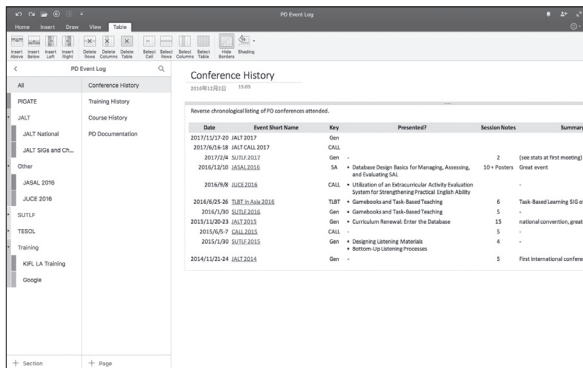 PD Event Log
Home Insert Draw View Table
Insert Above Insert Below Insert Left Insert Right Delete Rows Delete Columns Delete Table Select Cell Select Rows Select Columns Select Table Hide Borders Shading
PD Event Log
All
PIGATE
JALT
JALT National
JALT SIGs and Ch...
Other
JASAL 2016
JUCE 2016
SUTLF
TESOL
Training
KIFL LA Training
Google
+ Section
Conference History
Training History
Course History
PD Documentation
+ Page
Conference History
2016年12月2日 15:05
Reverse chronological listing of PD conferences attended.
Date Event Short Name Key Presented? Session Notes Summary
2017/11/17-20 JALT 2017 Gen
2017/6/16-18 JALT CALL 2017 CALL
2017/2/4 SUTLF 2017 Gen - 2 (see stats at first meeting)
2016/12/10 JASAL 2016 SA • Database Design Basics for Managing, Assessing, 10+ Posters Great event
and Evaluating SAL
2016/9/8 JUCE 2016 CALL • Utilization of an Extracurricular Activity Evaluation -
System for Strengthening Practical English Ability
2016/6/25-26 TLBT in Asia 2016 TLBT • Gamebooks and Task-Based Teaching 6 Task-Based Learning SIG
2016/1/30 SUTLF 2016 Gen • Gamebooks and Task-Based Teaching 5 -
2015/11/20-23 JALT 2015 Gen • Curriculum Renewal: Enter the Database 15 national convention, great
2015/6/5-7 CALL 2015 CALL - 5 -
2015/1/30 SUTLF 2015 Gen • Designing Listening Materials 4 -
• Bottom-Up Listening Processes
2014/11/21-24 JALT 2014 Gen - 5 First international